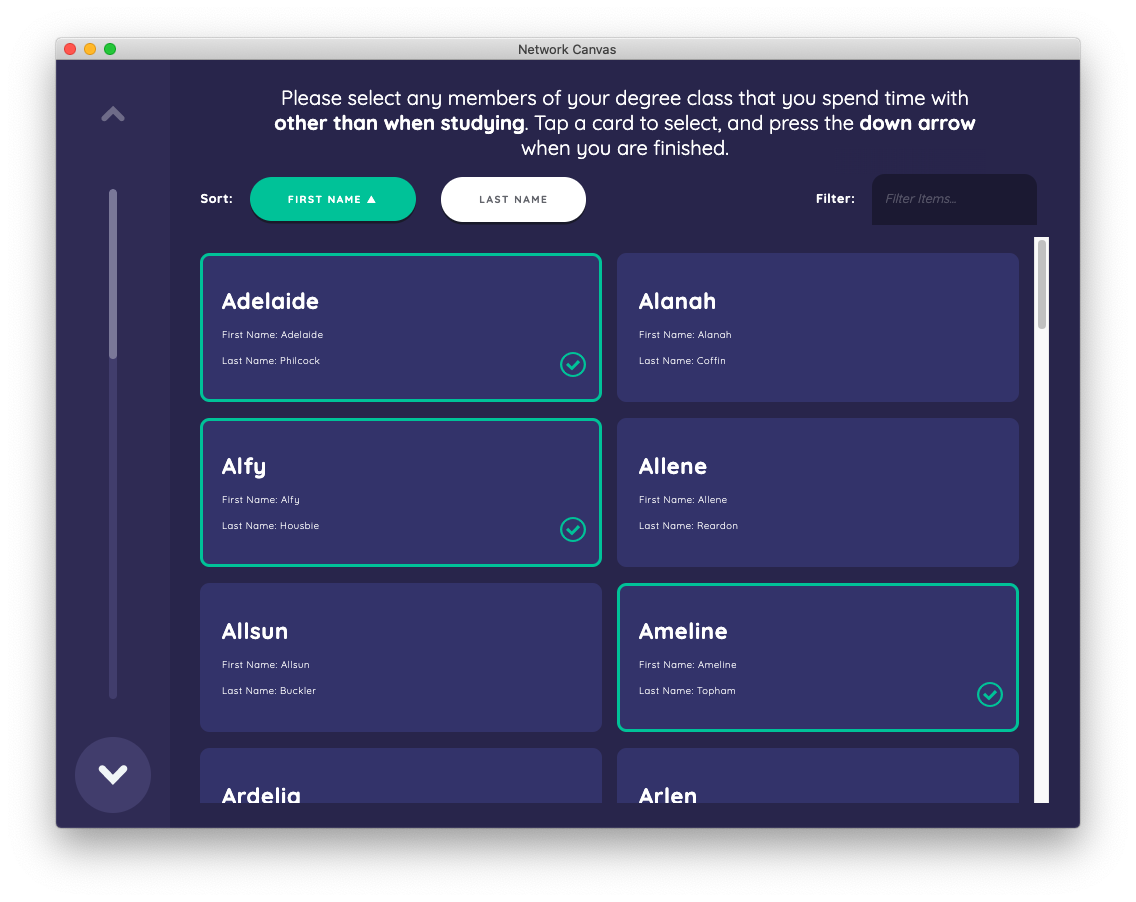 Network Canvas
Please select any members of your degree class that you spend time with
other than when studying. Tap a card to select, and press the down arrow
when you are finished.
Sort: FIRST NAME ▲ LAST NAME Filter: Filter Items...
Adelaide
First Name: Adelaide
Last Name: Philcock
Alanah
First Name: Alanah
Last Name: Coffin
Alfy
First Name: Alfy
Last Name: Housbie
Allene
First Name: Allene
Last Name: Reardon
Allsun
First Name: Allsun
Last Name: Buckler
Ameline
First Name: Ameline
Last Name: Topham
Ardelia
Arlen